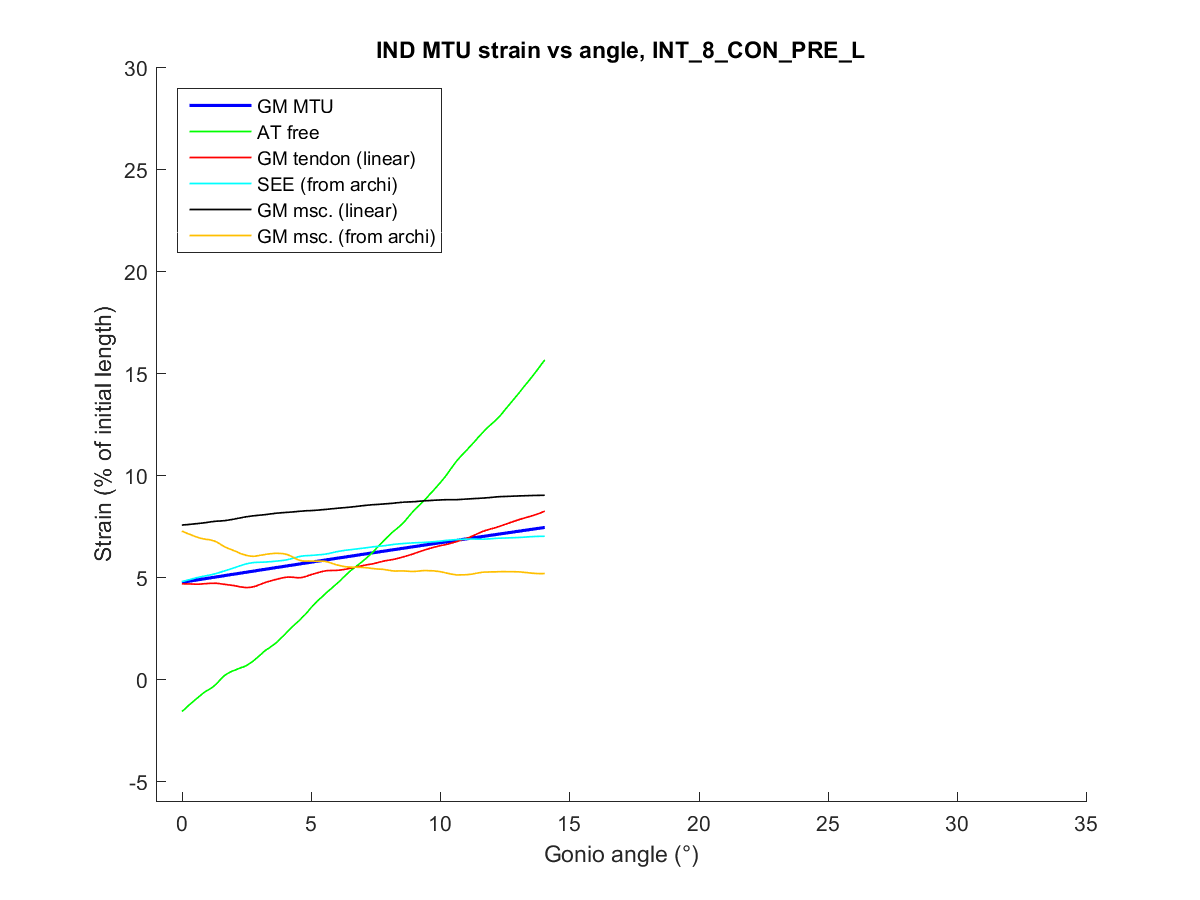 IND MTU strain vs angle, INT_8_CON_PRE_L
30
25
20
15
10
5
0
-5
Strain (% of initial length)
GM MTU
AT free
GM tendon (linear)
SEE (from archi)
GM msc. (linear)
GM msc. (from archi)
0 5 10 15 20 25 30 35
Gonio angle (°)